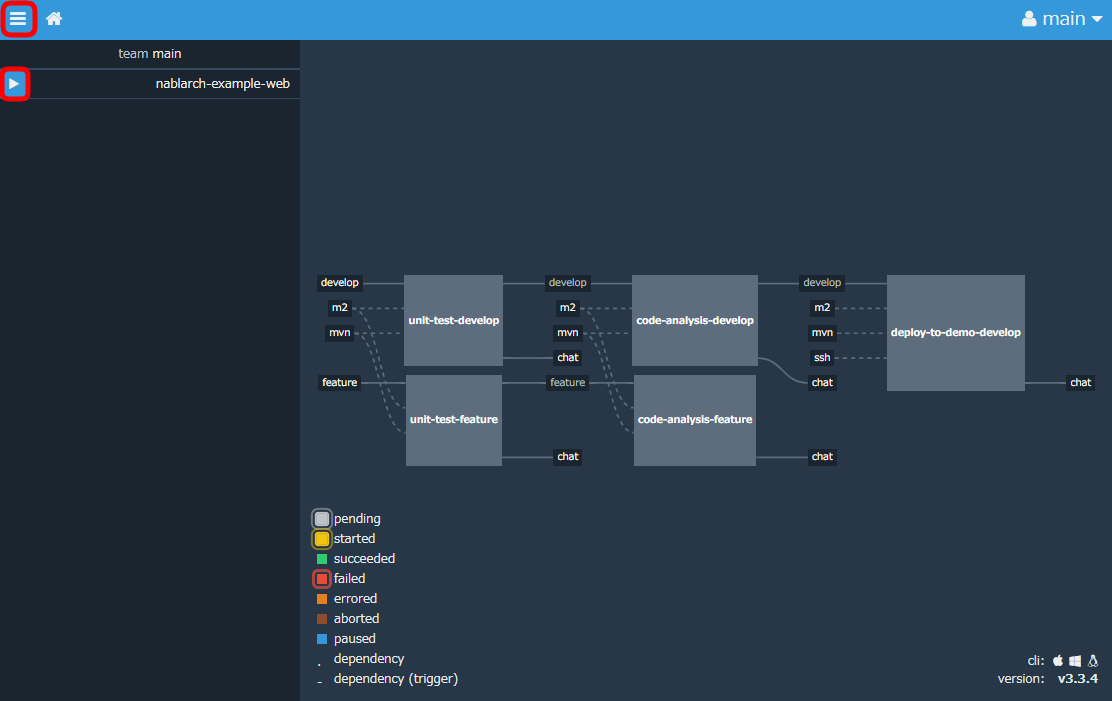 main
team main
nablarch-example-web
develop
m2
mvn
feature
unit-test-develop
unit-test-feature
develop
m2
mvn
chat
feature
chat
code-analysis-develop
code-analysis-feature
develop
m2
mvn
ssh
chat
chat
deploy-to-demo-develop
chat
pending
started
succeeded
failed
errored
aborted
paused
dependency
dependency (trigger)
cli:
version: v3.3.4